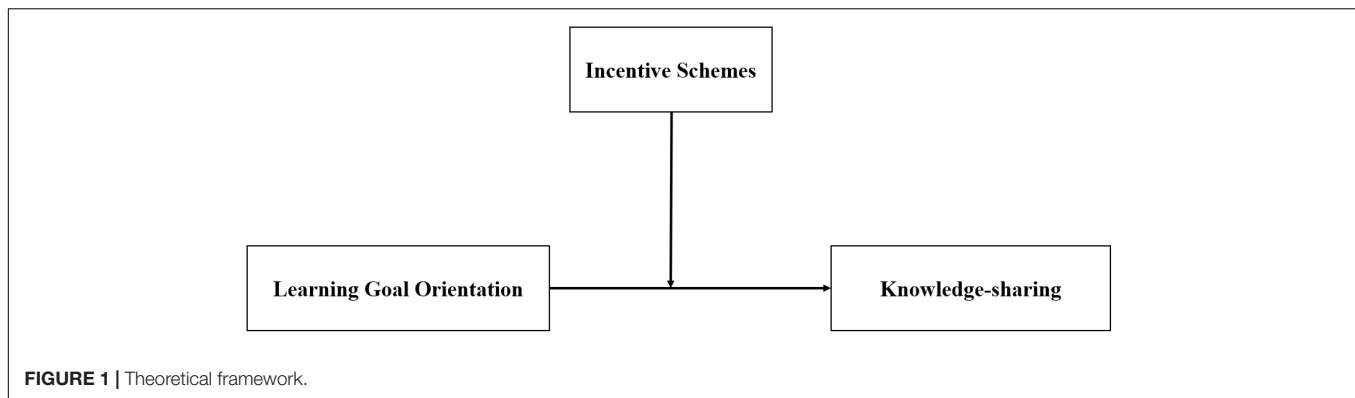 Incentive Schemes
Learning Goal Orientation
Knowledge-sharing
FIGURE 1 | Theoretical framework.